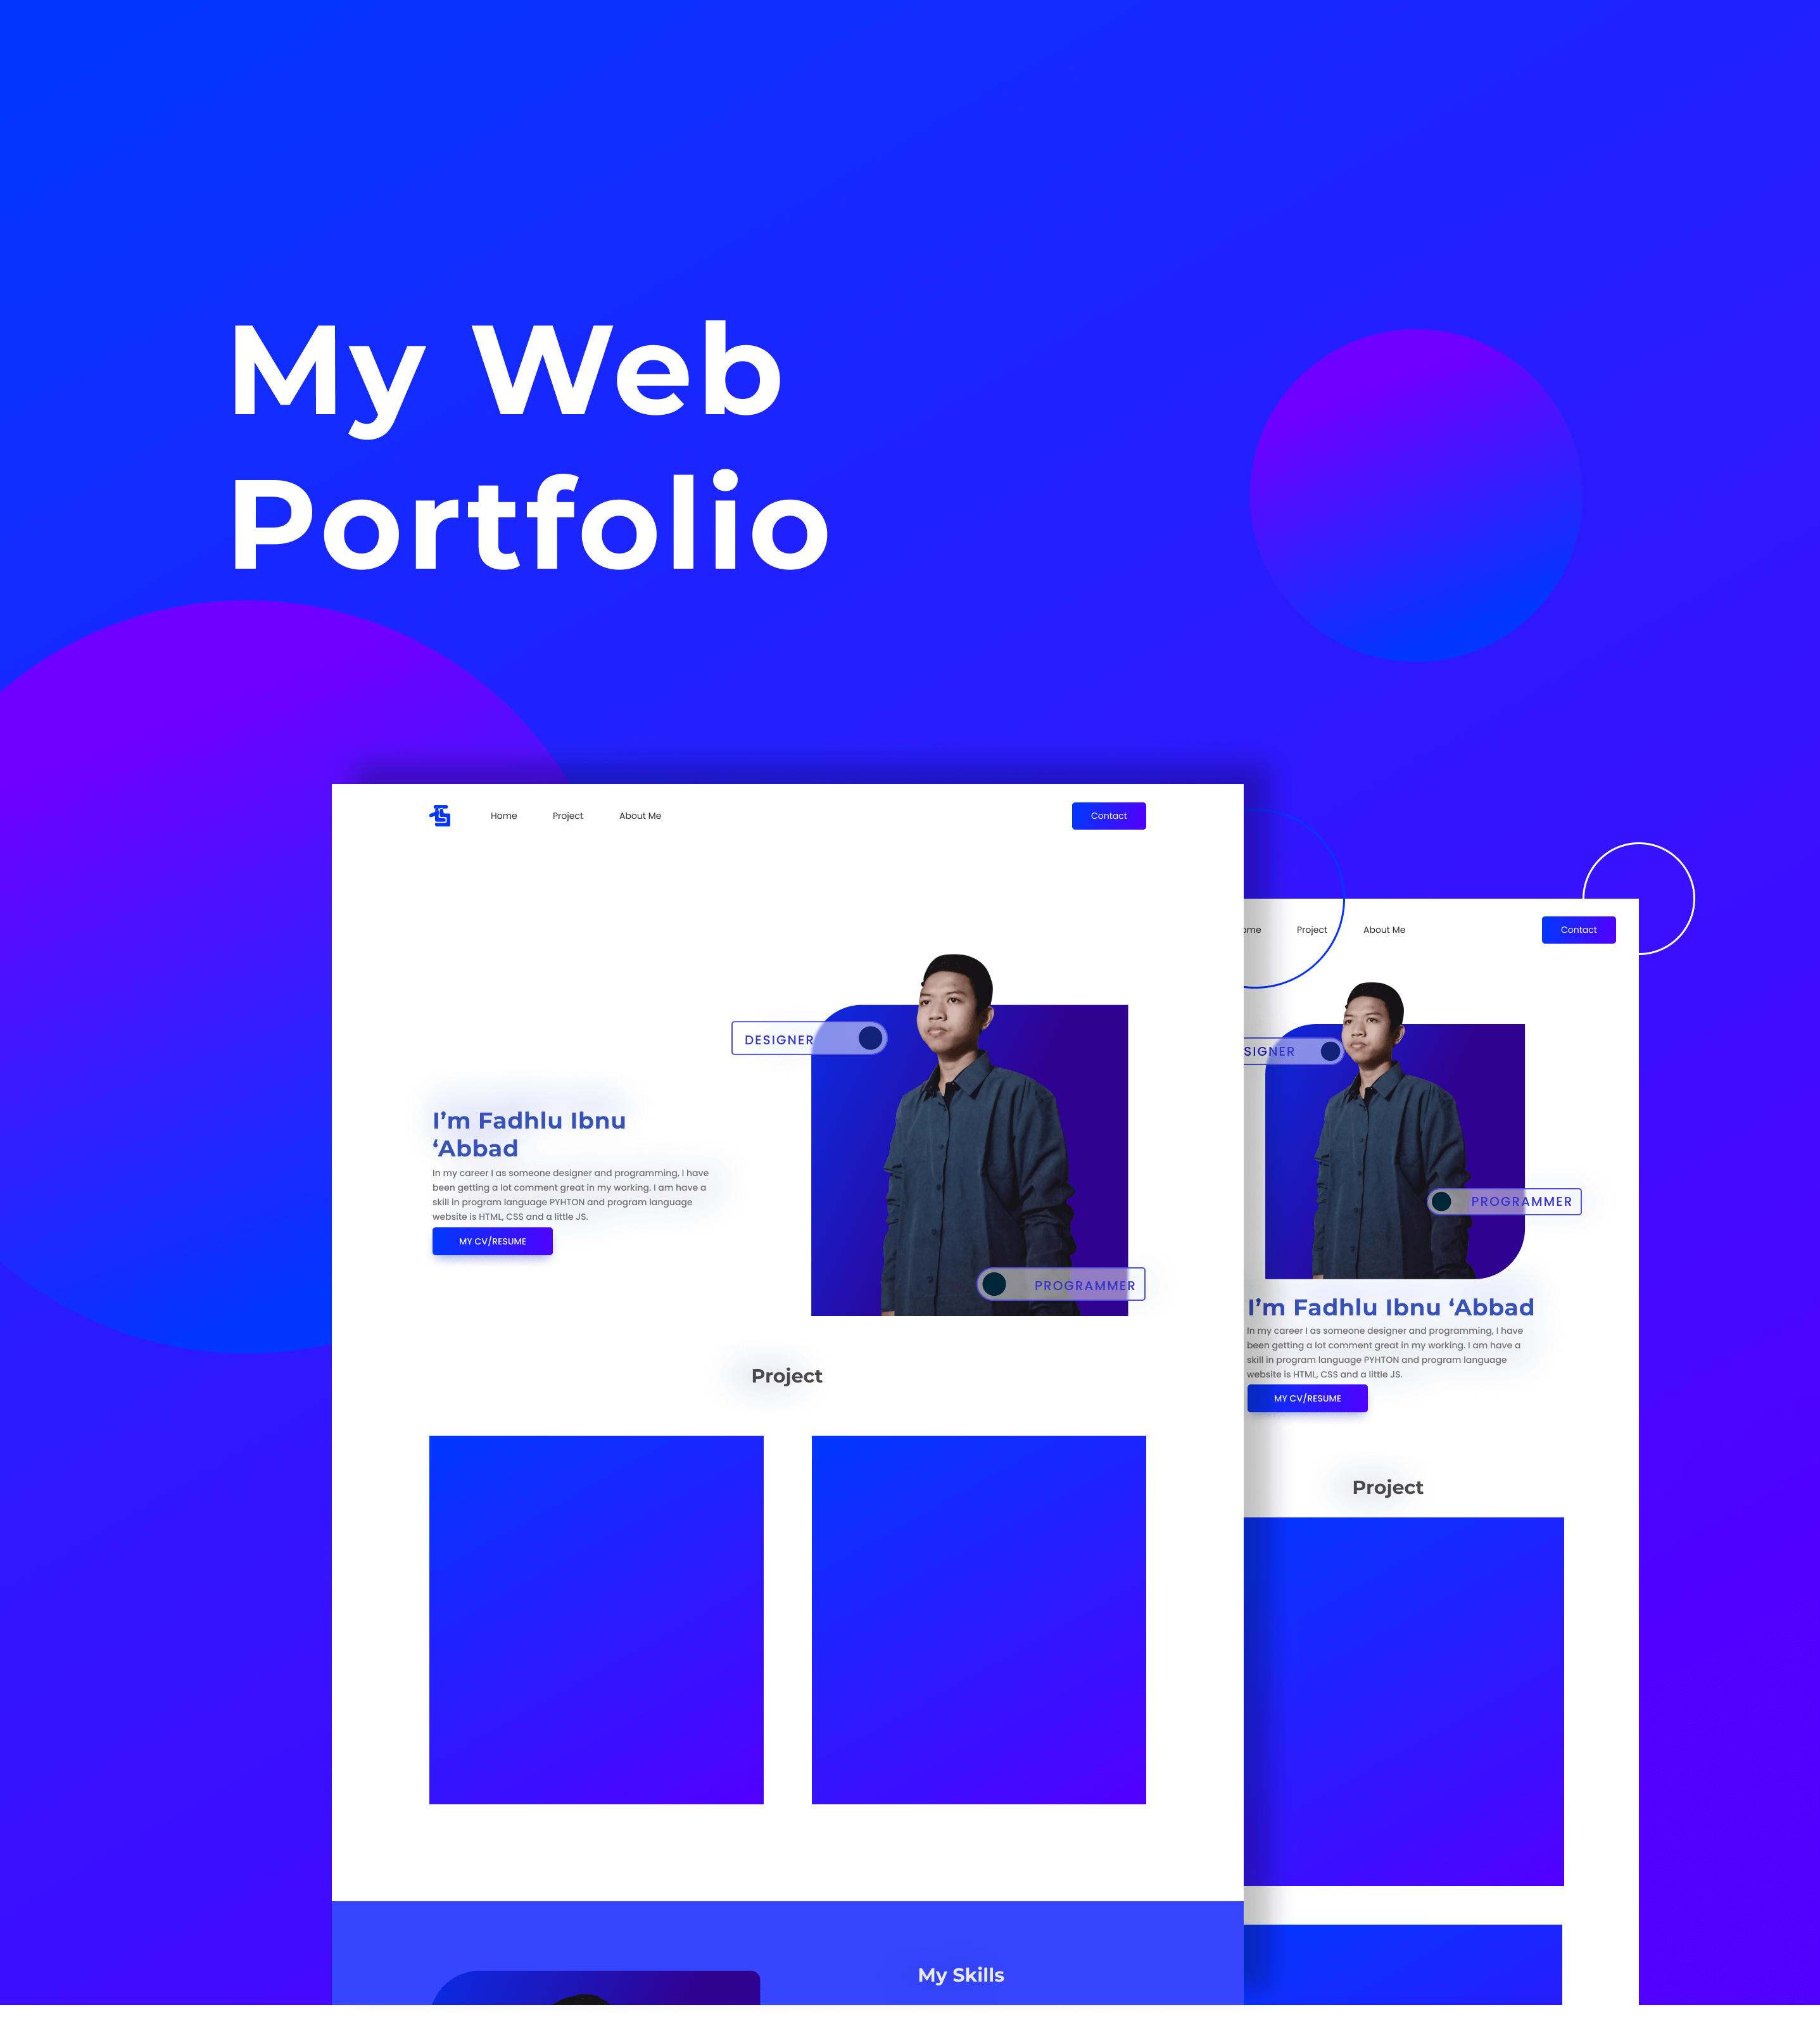 My Web
Portfolio
Home Project About Me Contact
DESIGNER
I’m Fadhlu Ibnu
‘Abbad
In my career I as someone designer and programming, I have
been getting a lot comment great in my working. I am have a
skill in program language PYHTON and program language
website is HTML, CSS and a little JS.
MY CV/RESUME
PROGRAMMER
Project
My Skills
ome Project About Me Contact
SIGNER
PROGRAMMER
I’m Fadhlu Ibnu ‘Abbad
In my career I as someone designer and programming, I have
been getting a lot comment great in my working. I am have a
skill in program language PYHTON and program language
website is HTML, CSS and a little JS.
MY CV/RESUME
Project